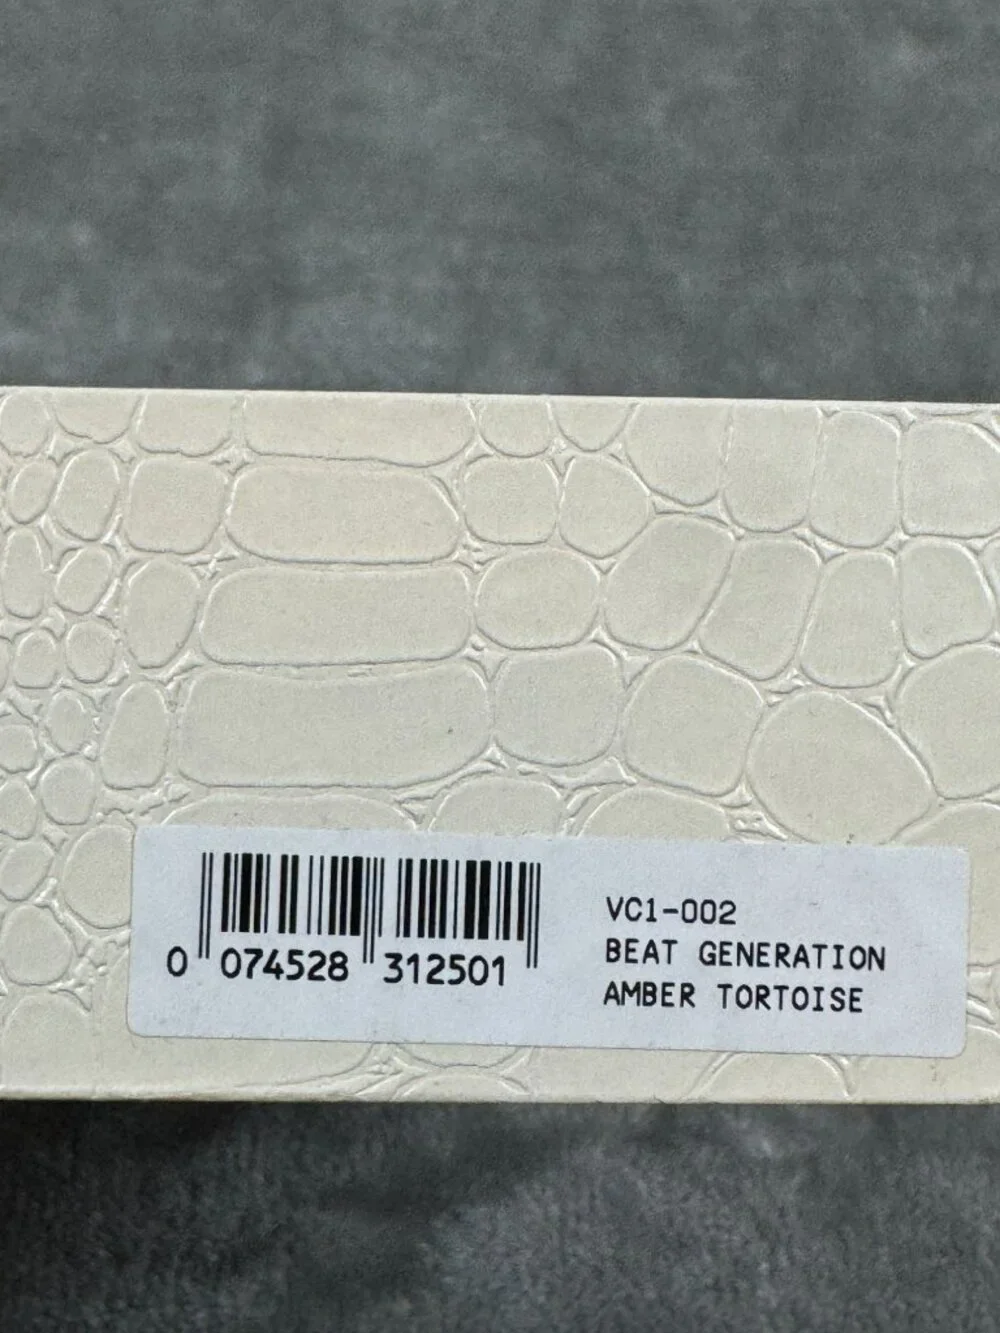 0 074528 312501
VC1-002
BEAT GENERATION
AMBER TORTOISE